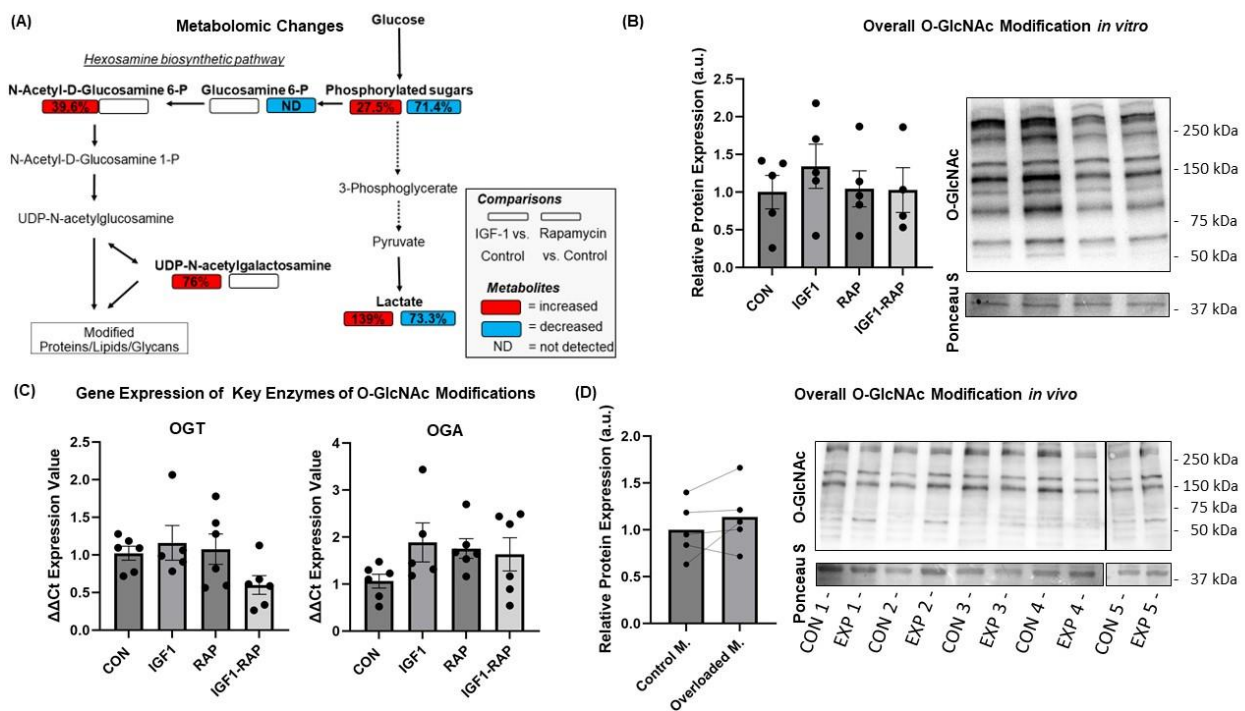 (A)
Metabolomic Changes
Glucose
Hexosamine biosynthetic pathway
N-Acetyl-D-Glucosamine 6-P
Glucosamine 6-P
Phosphorylated sugars
39.6%
ND
27.5%
71.4%
N-Acetyl-D-Glucosamine 1-P
UDP-N-acetylglucosamine
UDP-N-acetylgalactosamine
76%
Modified
Proteins/Lipids/Glycans
3-Phosphoglycerate
Pyruvate
Lactate
139%
73.3%
Comparisons
IGF-1 vs. Control
Rapamycin vs. Control
Metabolites
= increased
= decreased
ND = not detected
(B)
Overall O-GlcNAc Modification in vitro
Relative Protein Expression (a.u.)
2.5
2.0
1.5
1.0
0.5
0.0
CON
IGF1
RAP
IGF1-RAP
O-GlcNAc
- 250 kDa
- 150 kDa
- 75 kDa
- 50 kDa
Ponceau S
- 37 kDa
(C)
Gene Expression of Key Enzymes of O-GlcNAc Modifications
OGT
ΔΔCt Expression Value
2.5
2.0
1.5
1.0
0.5
0.0
CON
IGF1
RAP
IGF1-RAP
OGA
ΔΔCt Expression Value
4
3
2
1
0
CON
IGF1
RAP
IGF1-RAP
(D)
Overall O-GlcNAc Modification in vivo
Relative Protein Expression (a.u.)
2.0
1.5
1.0
0.5
0.0
Control M.
Overloaded M.
O-GlcNAc
- 250 kDa
- 150 kDa
- 75 kDa
- 50 kDa
Ponceau S
- 37 kDa
CON 1 -
EXP 1 -
CON 2 -
EXP 2 -
CON 3 -
EXP 3 -
CON 4 -
EXP 4 -
CON 5 -
EXP 5 -